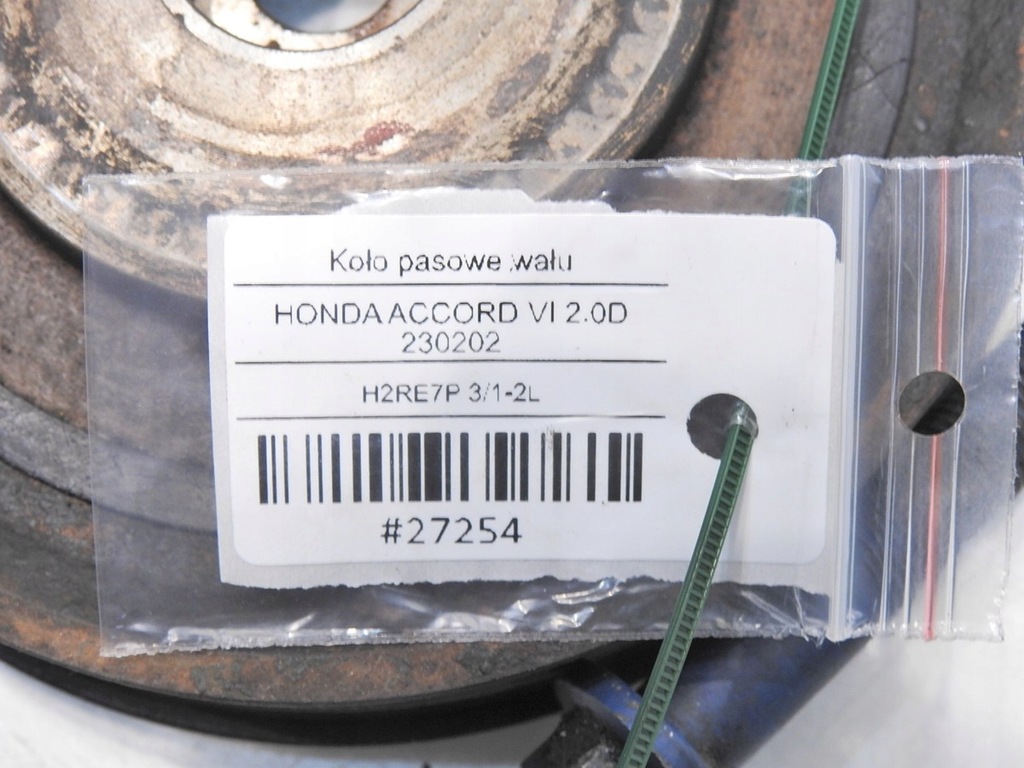 Koło pasowe wału
HONDA ACCORD VI 2.0D
230202
H2RE7P 3/1-2L
#27254